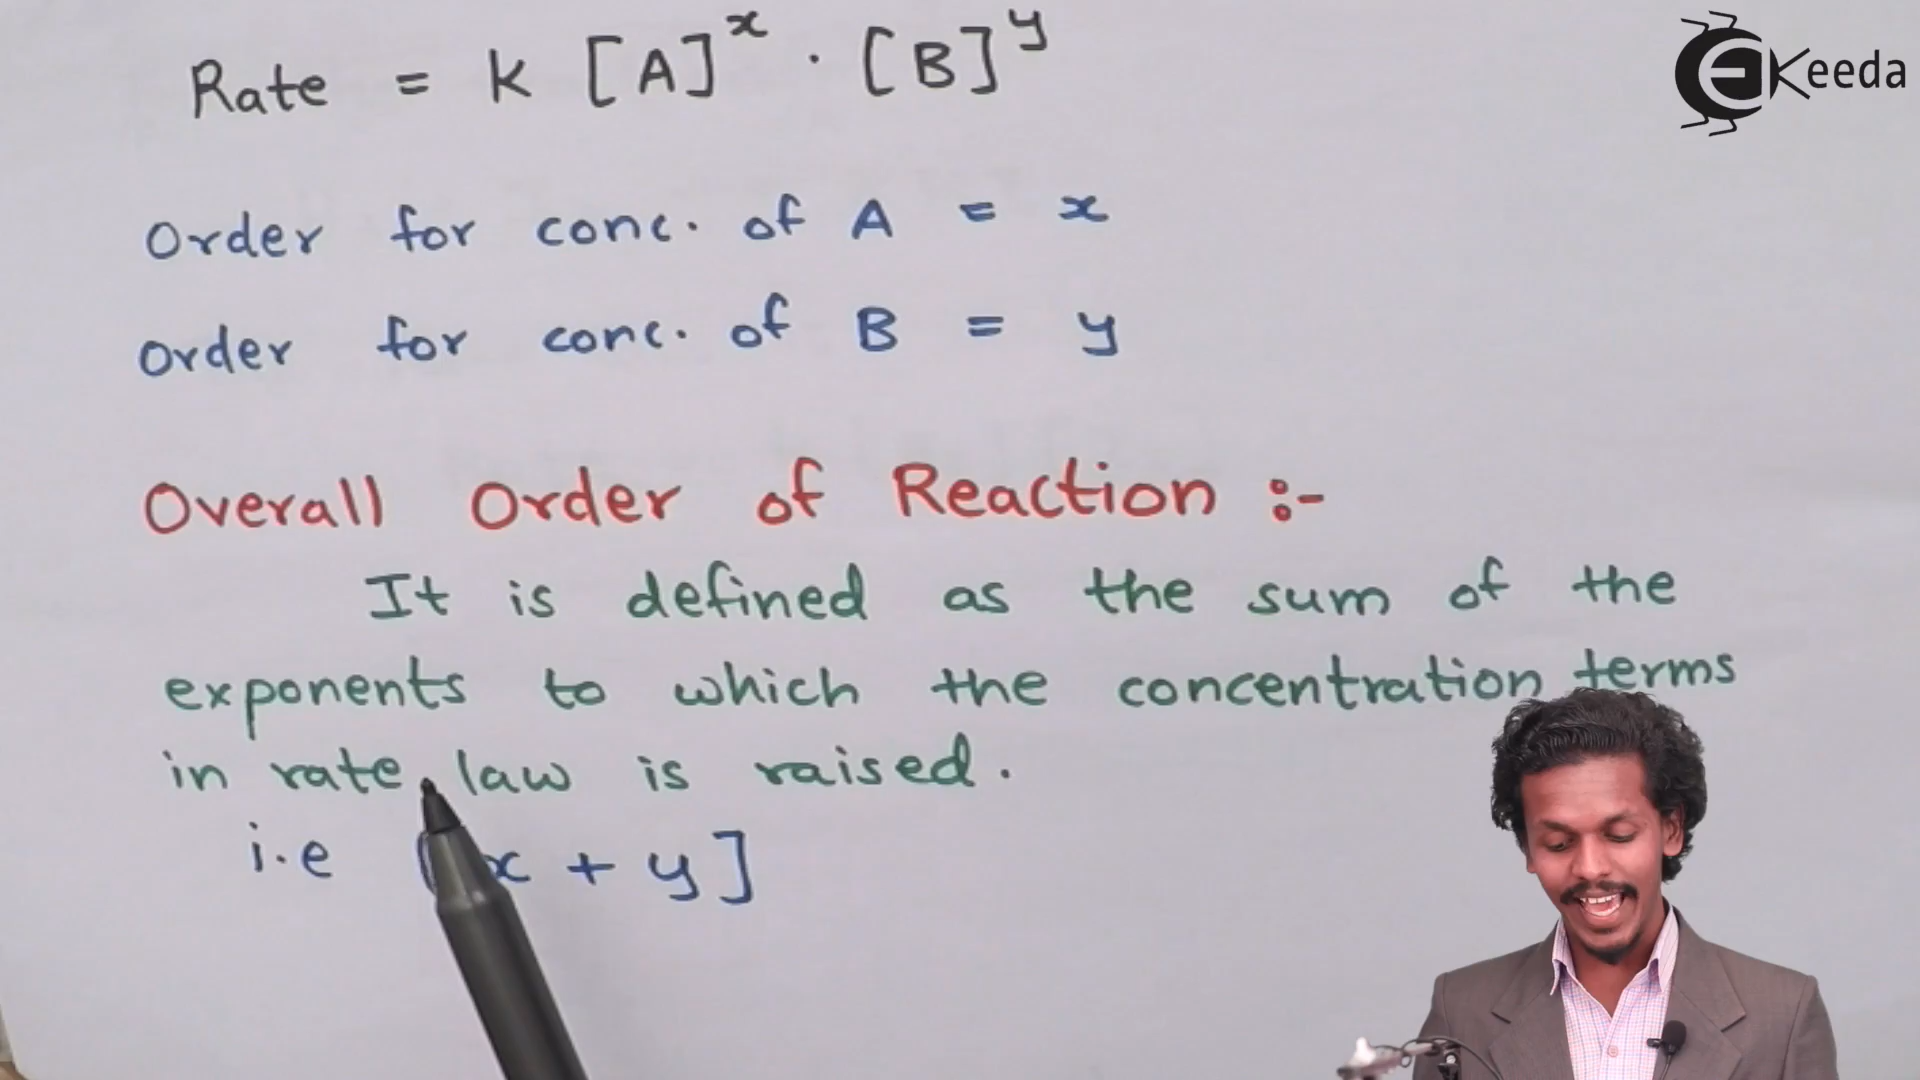 Rate = K [A]^x · [B]^y
EKeeda
Order for conc. of A = x
Order for conc. of B = y
Overall Order of Reaction :-
It is defined as the sum of the
exponents to which the concentration terms
in rate law is raised.
i.e [x + y]